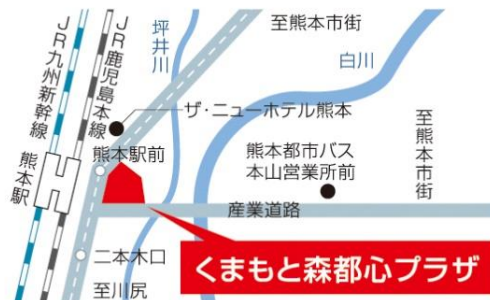 JR九州新幹線
JR鹿児島本線
坪井川
至熊本市街
白川
ザ・ニューホテル熊本
熊本駅前
熊本駅
熊本都市バス
本山営業所前
至熊本市街
産業道路
二本木口
至川尻
くまもと森都心プラザ